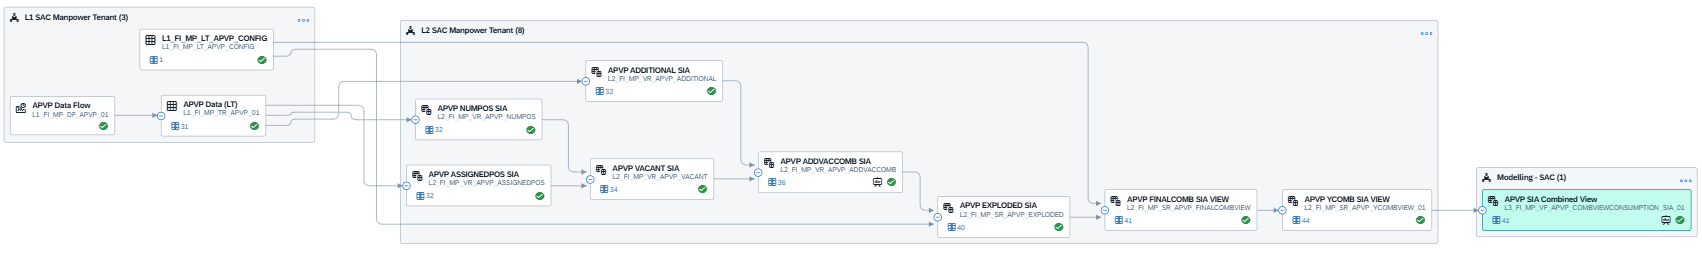 L1 SAC Manpower Tenant (3)
L1_FI_MP_LT_APVP_CONFIG
L1_FI_MP_LT_APVP_CONFIG
1
APVP Data Flow
L1_FI_MP_DF_APVP_01
APVP Data (LT)
L1_FI_MP_TR_APVP_01
31
L2 SAC Manpower Tenant (8)
APVP ADDITIONAL SIA
L2_FI_MP_VR_APVP_ADDITIONAL
32
APVP NUMPOS SIA
L2_FI_MP_VR_APVP_NUMPOS
32
APVP ASSIGNEDPOS SIA
L2_FI_MP_VR_APVP_ASSIGNEDPOS
32
APVP VACANT SIA
L2_FI_MP_VR_APVP_VACANT
34
APVP ADDVACCOMB SIA
L2_FI_MP_VR_APVP_ADDVACCOMB
36
APVP EXPLODED SIA
L2_FI_MP_SR_APVP_EXPLODED
40
APVP FINALCOMB SIA VIEW
L2_FI_MP_SR_APVP_FINALCOMBVIEW
41
APVP YCOMB SIA VIEW
L2_FI_MP_SR_APVP_YCOMBVIEW_01
44
Modelling - SAC (1)
APVP SIA Combined View
L3_FI_MP_VF_APVP_COMBVIEWCONSUMPTION_SIA_01
41